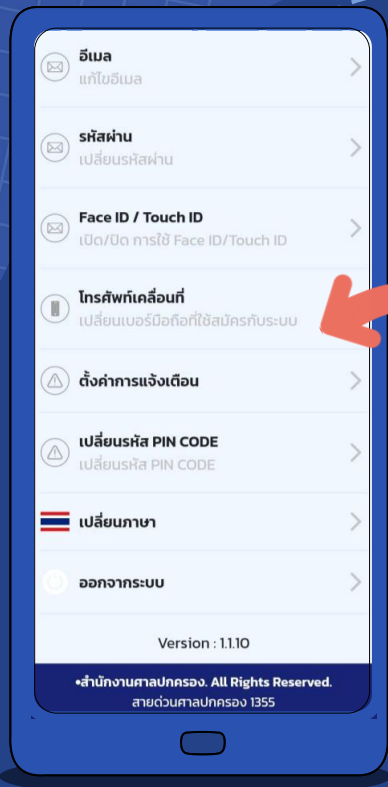 อีเมล
แก้ไขอีเมล
รหัสผ่าน
เปลี่ยนรหัสผ่าน
Face ID / Touch ID
เปิด/ปิด การใช้ Face ID/Touch ID
โทรศัพท์เคลื่อนที่
เปลี่ยนเบอร์มือถือที่ใช้สมัครกับระบบ
ตั้งค่าการแจ้งเตือน
เปลี่ยนรหัส PIN CODE
เปลี่ยนรหัส PIN CODE
เปลี่ยนภาษา
ออกจากระบบ
Version : 1.1.10
•สำนักงานศาลปกครอง. All Rights Reserved.
สายด่วนศาลปกครอง 1355